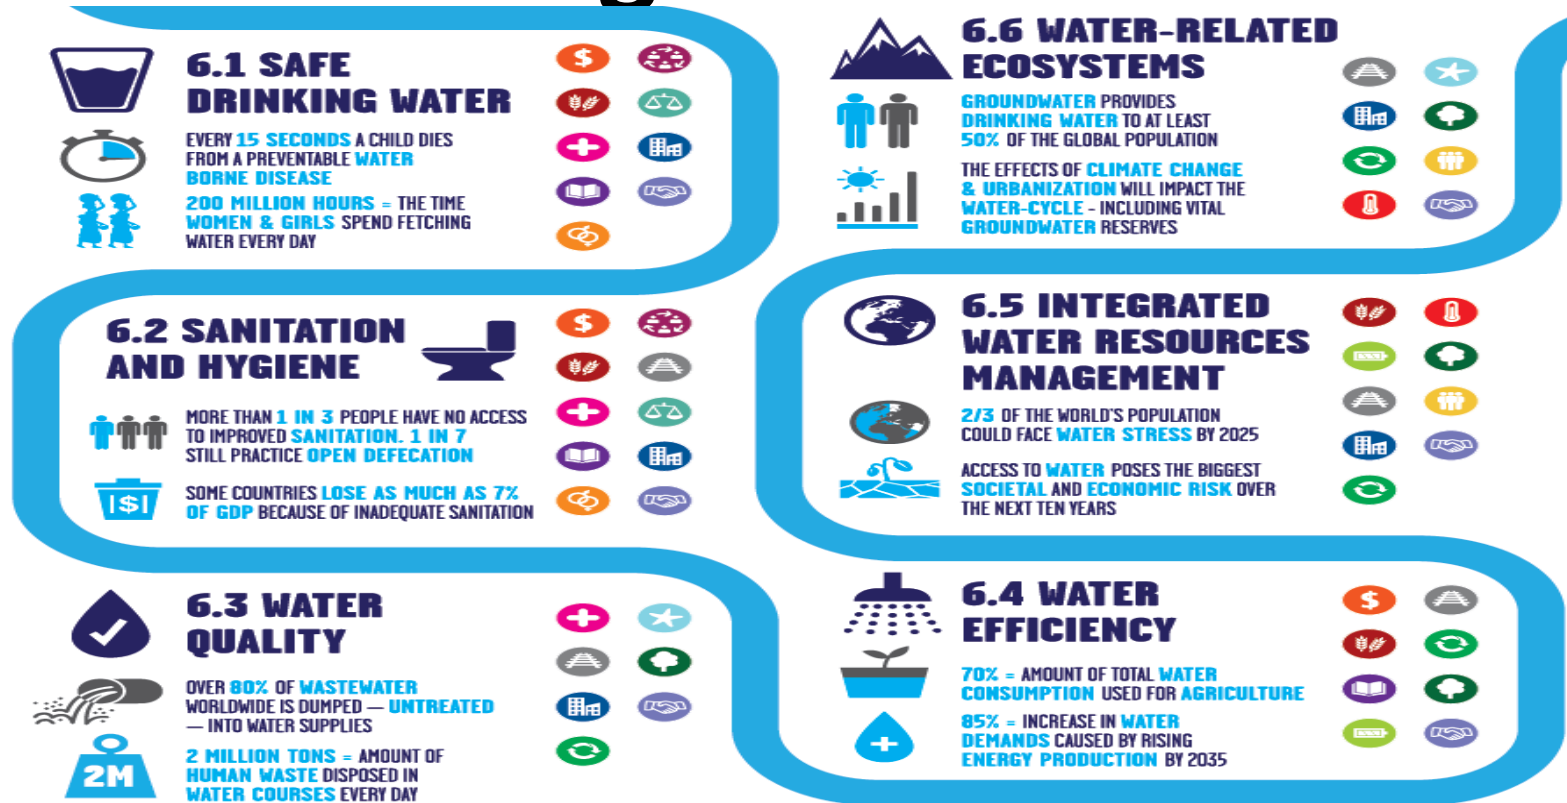 6.1 SAFE
DRINKING WATER
EVERY 15 SECONDS A CHILD DIES
FROM A PREVENTABLE WATER
BORNE DISEASE
200 MILLION HOURS = THE TIME
WOMEN & GIRLS SPEND FETCHING
WATER EVERY DAY
6.2 SANITATION
AND HYGIENE
MORE THAN 1 IN 3 PEOPLE HAVE NO ACCESS
TO IMPROVED SANITATION. 1 IN 7
STILL PRACTICE OPEN DEFECATION
|$|
SOME COUNTRIES LOSE AS MUCH AS 7%
OF GDP BECAUSE OF INADEQUATE SANITATION
6.3 WATER
QUALITY
OVER 80% OF WASTEWATER
WORLDWIDE IS DUMPED — UNTREATED
— INTO WATER SUPPLIES
2M
2 MILLION TONS = AMOUNT OF
HUMAN WASTE DISPOSED IN
WATER COURSES EVERY DAY
6.4 WATER
EFFICIENCY
70% = AMOUNT OF TOTAL WATER
CONSUMPTION USED FOR AGRICULTURE
85% = INCREASE IN WATER
DEMANDS CAUSED BY RISING
ENERGY PRODUCTION BY 2035
6.5 INTEGRATED
WATER RESOURCES
MANAGEMENT
2/3 OF THE WORLD'S POPULATION
COULD FACE WATER STRESS BY 2025
ACCESS TO WATER POSES THE BIGGEST
SOCIETAL AND ECONOMIC RISK OVER
THE NEXT TEN YEARS
6.6 WATER-RELATED
ECOSYSTEMS
GROUNDWATER PROVIDES
DRINKING WATER TO AT LEAST
50% OF THE GLOBAL POPULATION
THE EFFECTS OF CLIMATE CHANGE
& URBANIZATION WILL IMPACT THE
WATER-CYCLE - INCLUDING VITAL
GROUNDWATER RESERVES